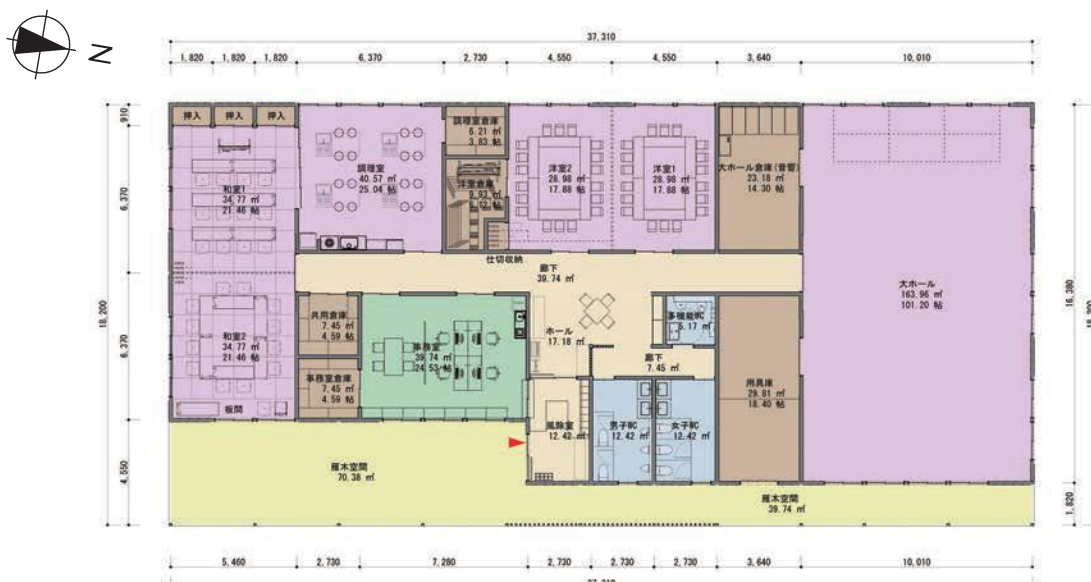 N
37,310
1,820 1,820 1,820 6,370 2,730 4,550 4,550 3,640 10,010
910
6,370
6,370
4,550
18,200
押入 押入 押入
和室1
34.77 ㎡
21.46 帖
調理室
40.57 ㎡
25.04 帖
調理室倉庫
6.21 ㎡
3.83 帖
洋室倉庫
9.93 ㎡
6.12 帖
洋室2
28.98 ㎡
17.88 帖
洋室1
28.98 ㎡
17.88 帖
大ホール倉庫(音響)
23.18 ㎡
14.30 帖
仕切収納
廊下
39.74 ㎡
大ホール
163.96 ㎡
101.20 帖
和室2
34.77 ㎡
21.46 帖
板間
共用倉庫
7.45 ㎡
4.59 帖
事務室倉庫
7.45 ㎡
4.59 帖
事務室
39.74 ㎡
24.53 帖
ホール
17.18 ㎡
多機能WC
5.17 ㎡
廊下
7.45 ㎡
用具庫
29.81 ㎡
18.40 帖
風除室
12.42 ㎡
男子WC
12.42 ㎡
女子WC
12.42 ㎡
雁木空間
70.38 ㎡
雁木空間
39.74 ㎡
16,380
1,820
18,200
5,460 2,730 7,280 2,730 2,730 2,730 3,640 10,010
37,310